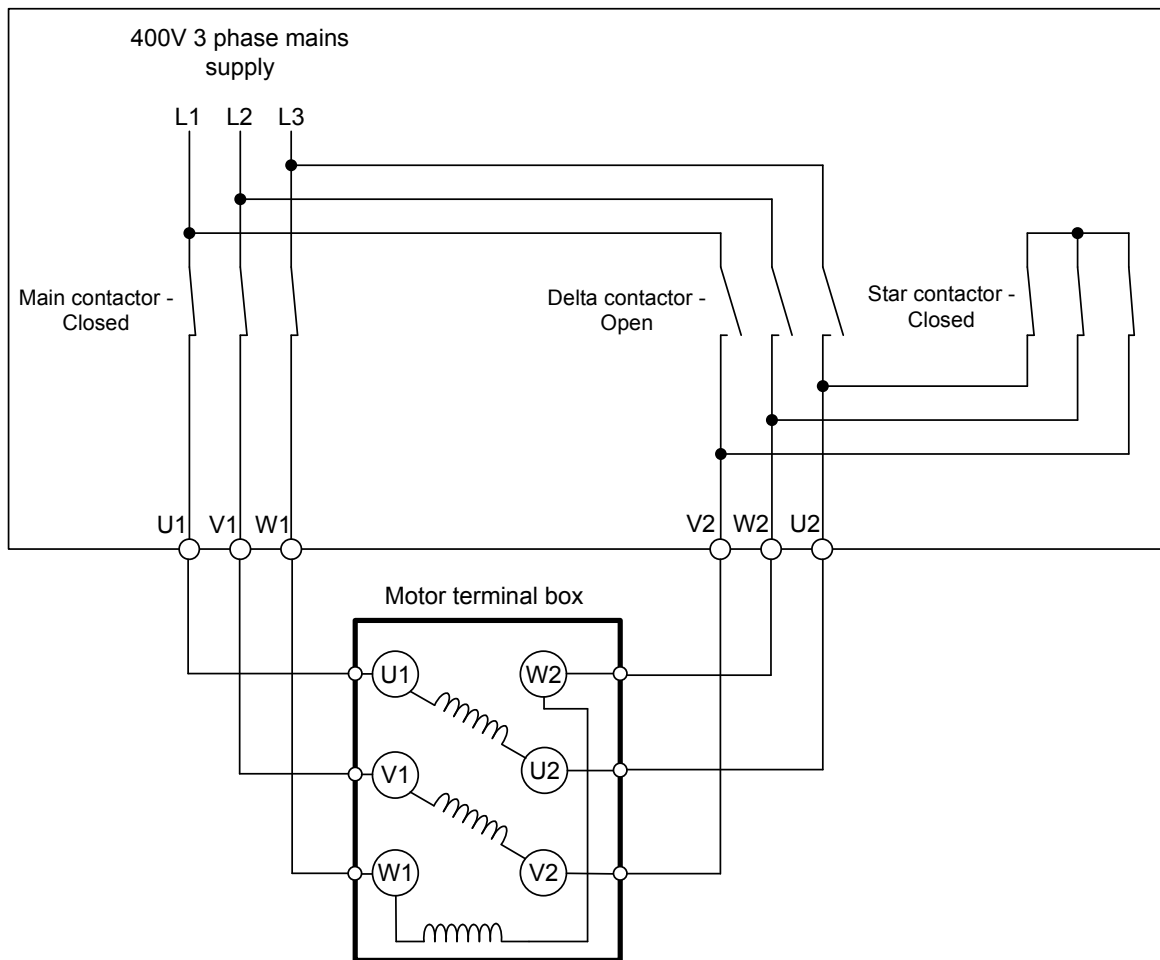 400V 3 phase mains
supply
L1 L2 L3
Main contactor -
Closed
Delta contactor -
Open
Star contactor -
Closed
U1 V1 W1
V2 W2 U2
Motor terminal box
U1
W2
V1
U2
W1
V2